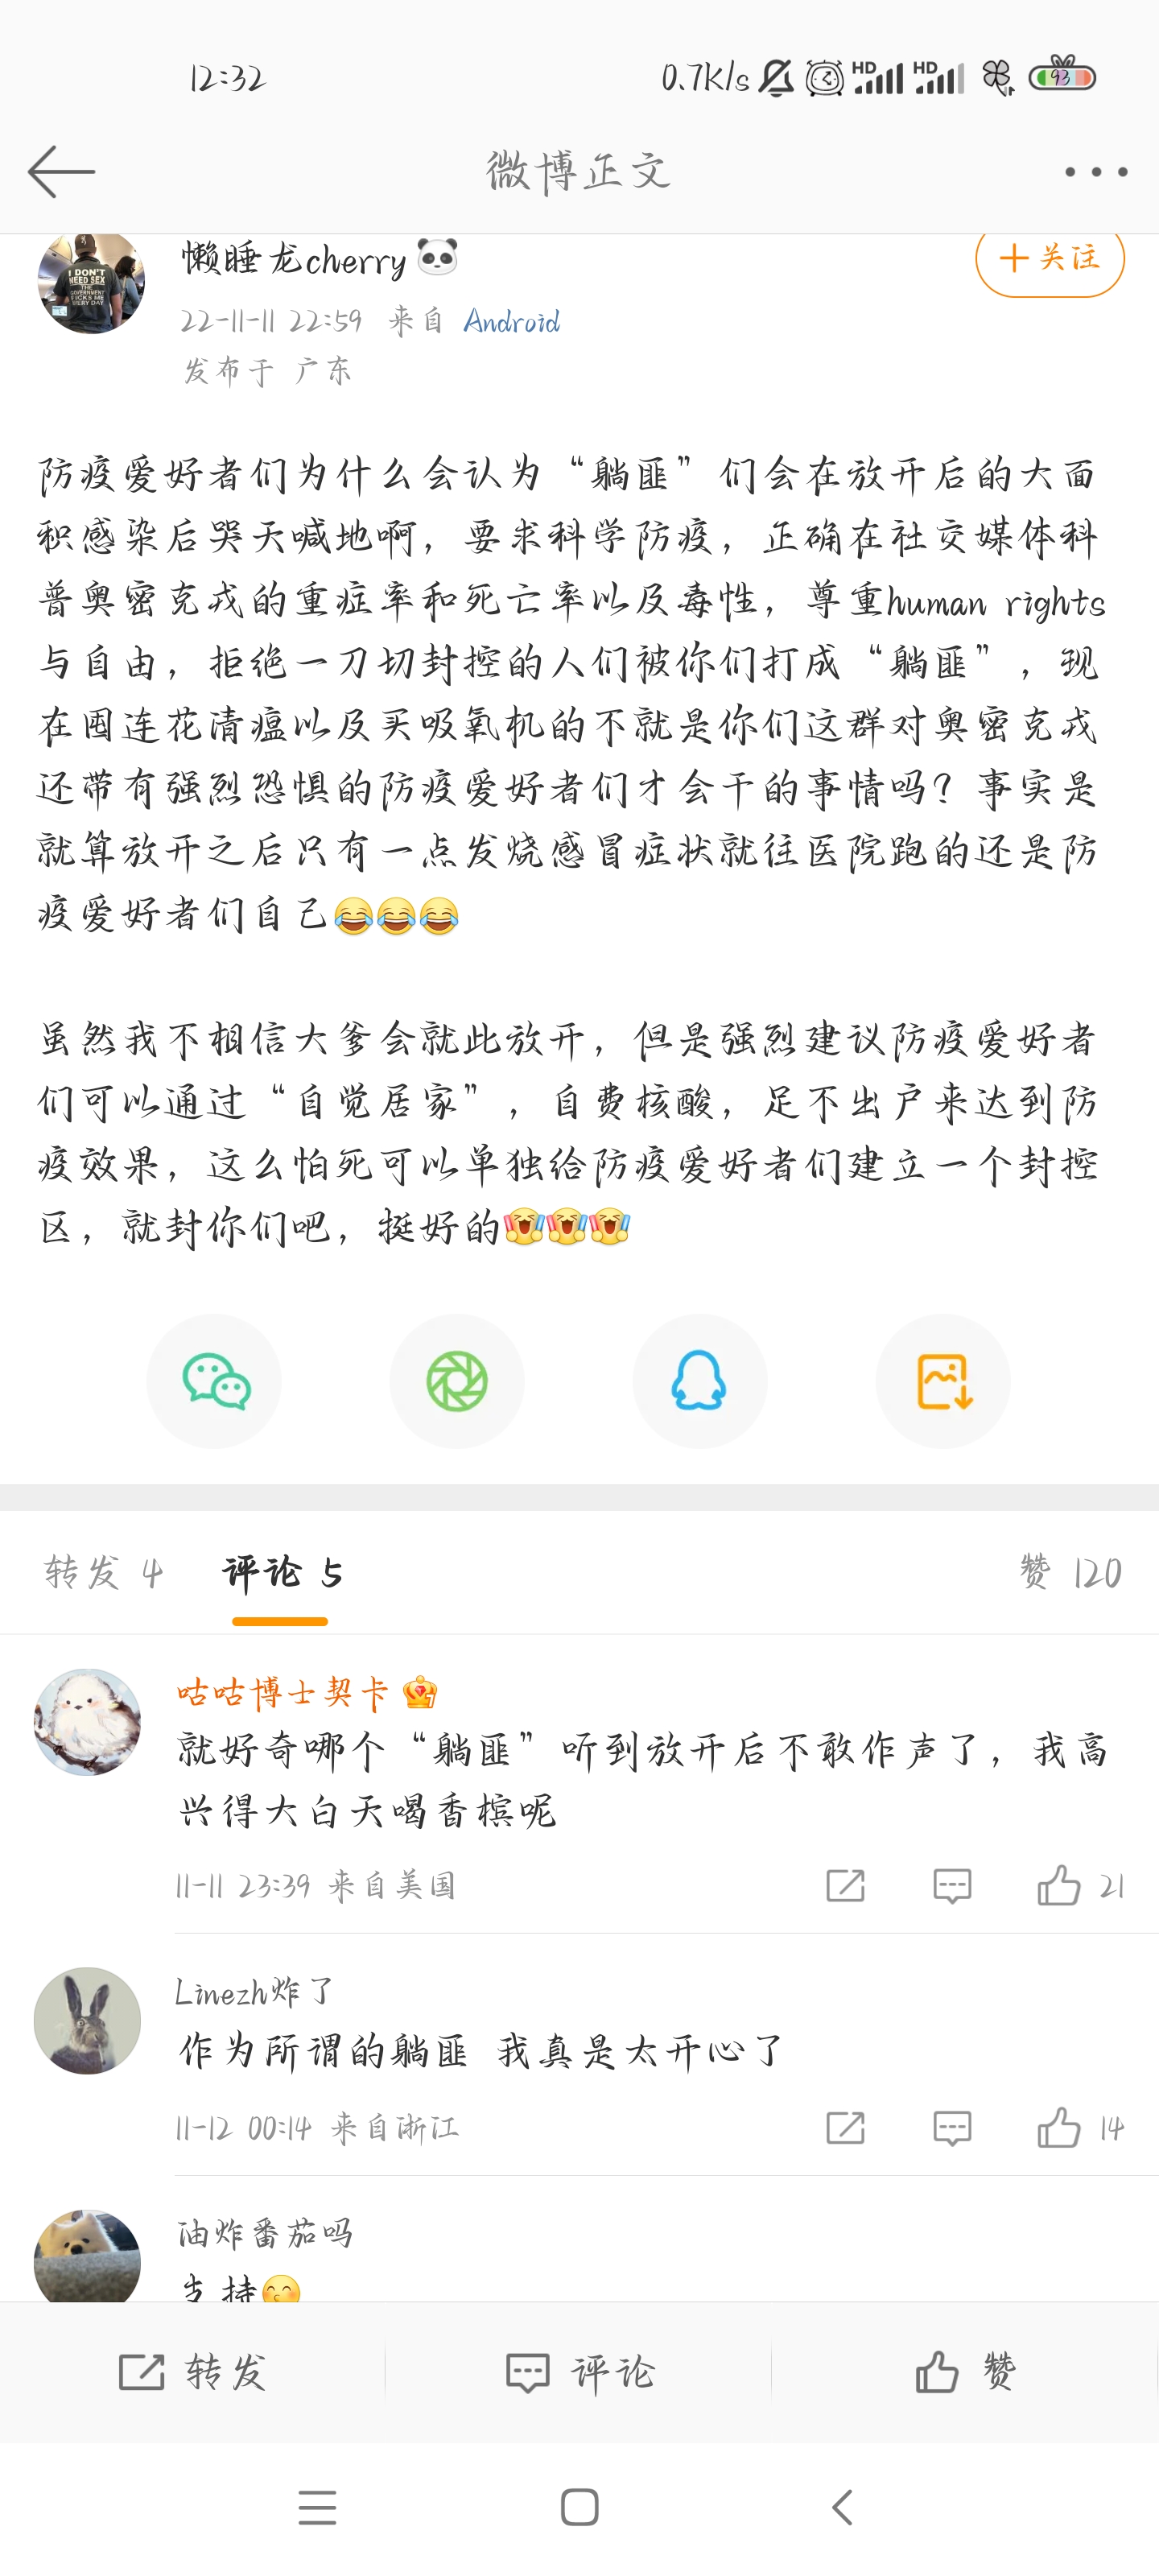 12:32
0.7K/s HD HD 93
微博正文
懒睡龙cherry🐼
+关注
I DON'T
NEED SEX
THE
GOVERNMENT
FUCKS ME
EVERY DAY
22-11-11 22:59 来自 Android
发布于 广东
防疫爱好者们为什么会认为“躺匪”们会在放开后的大面
积感染后哭天喊地啊，要求科学防疫，正确在社交媒体科
普奥密克戎的重症率和死亡率以及毒性，尊重human rights
与自由，拒绝一刀切封控的人们被你们打成“躺匪”，现
在囤连花清瘟以及买吸氧机的不就是你们这群对奥密克戎
还带有强烈恐惧的防疫爱好者们才会干的事情吗？事实是
就算放开之后只有一点发烧感冒症状就往医院跑的还是防
疫爱好者们自己😂😂😂
虽然我不相信大爹会就此放开，但是强烈建议防疫爱好者
们可以通过“自觉居家”，自费核酸，足不出户来达到防
疫效果，这么怕死可以单独给防疫爱好者们建立一个封控
区，就封你们吧，挺好的
转发 4 评论 5 赞 120
咕咕博士契卡
就好奇哪个“躺匪”听到放开后不敢作声了，我高
兴得大白天喝香槟呢
11-11 23:39 来自美国 21
Linezh炸了
作为所谓的躺匪 我真是太开心了
11-12 00:14 来自浙江 14
油炸番茄吗
支持😊
转发 评论 赞